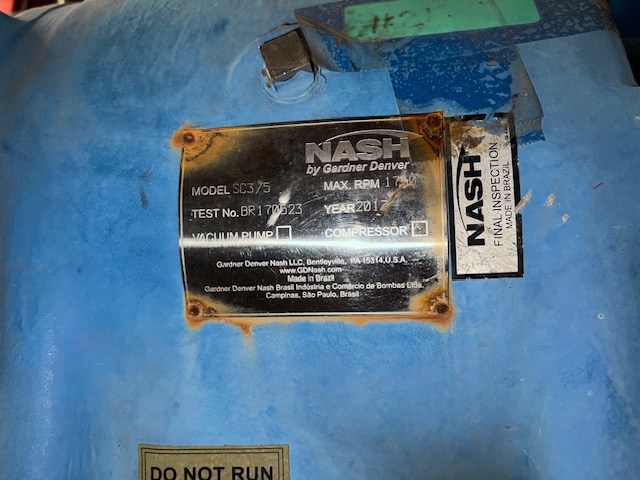 NASH
by Gardner Denver
MODEL SC3/5 MAX. RPM 1750
TEST No. BR170523 YEAR 2017
VACUUM PUMP COMPRESSOR
Gardner Denver Nash LLC, Bentleyville, PA 15314.U.S.A.
www.GDNash.com
Made in Brazil
Gardner Denver Nash Brasil Indústria e Comércio de Bombas Ltda.
Campinas, São Paulo, Brasil
NASH
FINAL INSPECTION
MADE IN BRAZIL
DO NOT RUN